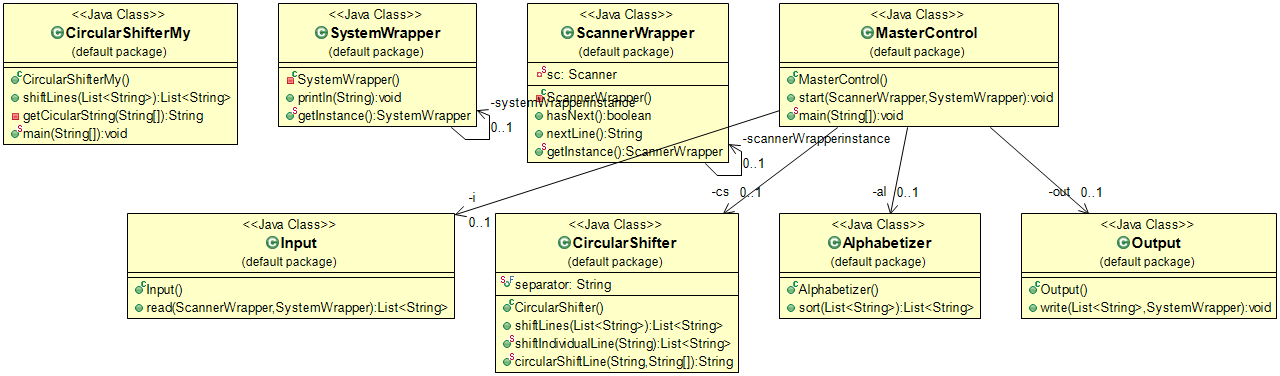 <<Java Class>>
CircularShifterMy
(default package)
CircularShifterMy()
shiftLines(List<String>):List<String>
getCicularString(String[]):String
main(String[]):void
<<Java Class>>
SystemWrapper
(default package)
SystemWrapper()
println(String):void
getInstance():SystemWrapper
-systemWrapperinstance
0..1
<<Java Class>>
ScannerWrapper
(default package)
sc: Scanner
ScannerWrapper()
hasNext():boolean
nextLine():String
getInstance():ScannerWrapper
-scannerWrapperinstance
0..1
<<Java Class>>
MasterControl
(default package)
MasterControl()
start(ScannerWrapper,SystemWrapper):void
main(String[]):void
-i
0..1
-cs
0..1
-al
0..1
-out
0..1
<<Java Class>>
Input
(default package)
Input()
read(ScannerWrapper,SystemWrapper):List<String>
<<Java Class>>
CircularShifter
(default package)
separator: String
CircularShifter()
shiftLines(List<String>):List<String>
shiftIndividualLine(String):List<String>
circularShiftLine(String,String[]):String
<<Java Class>>
Alphabetizer
(default package)
Alphabetizer()
sort(List<String>):List<String>
<<Java Class>>
Output
(default package)
Output()
write(List<String>,SystemWrapper):void